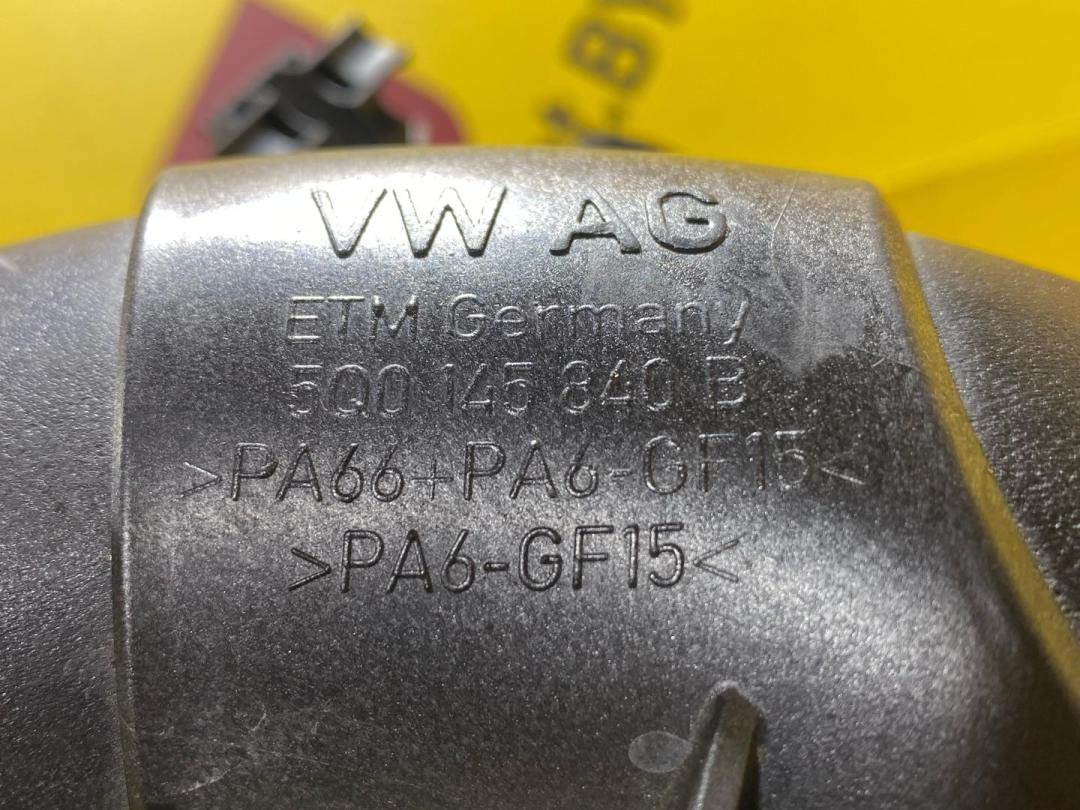 VW AG
ETM Germany
5Q0 145 840 B
>PA66+PA6-GF15<
>PA6-GF15<